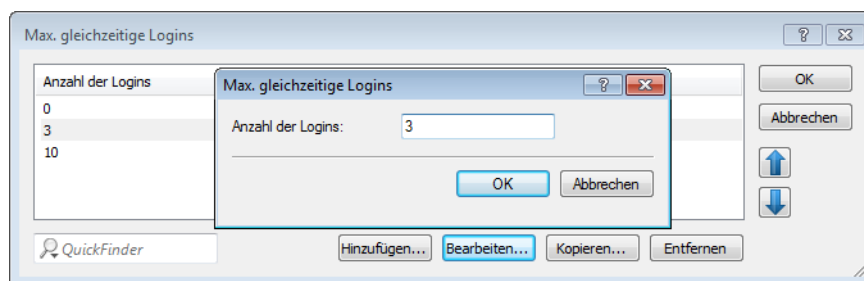 Max. gleichzeitige Logins
Anzahl der Logins
0
3
10
Max. gleichzeitige Logins
Anzahl der Logins: 3
OK Abbrechen
OK
Abbrechen
QuickFinder
Hinzufügen... Bearbeiten... Kopieren... Entfernen